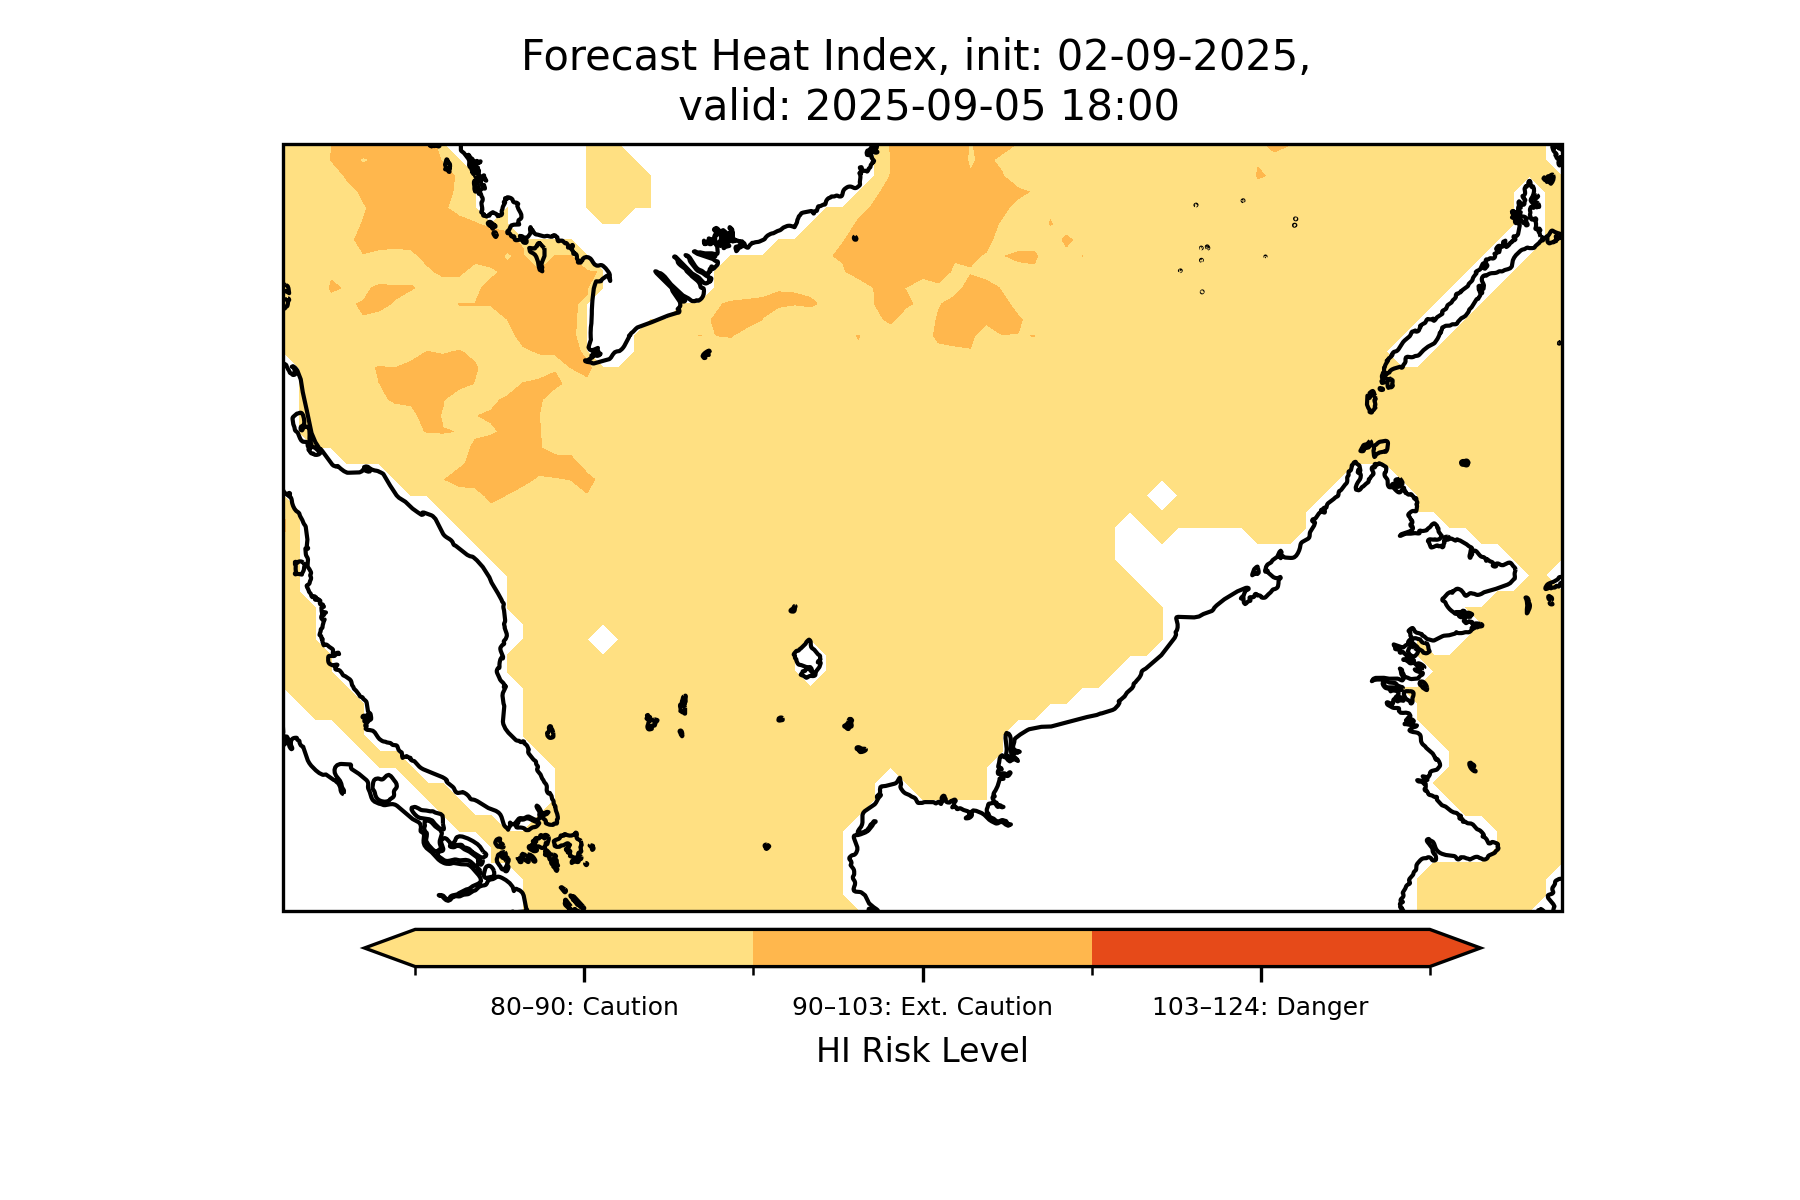 Forecast Heat Index, init: 02-09-2025,
valid: 2025-09-05 18:00
80–90: Caution
90–103: Ext. Caution
103–124: Danger
HI Risk Level